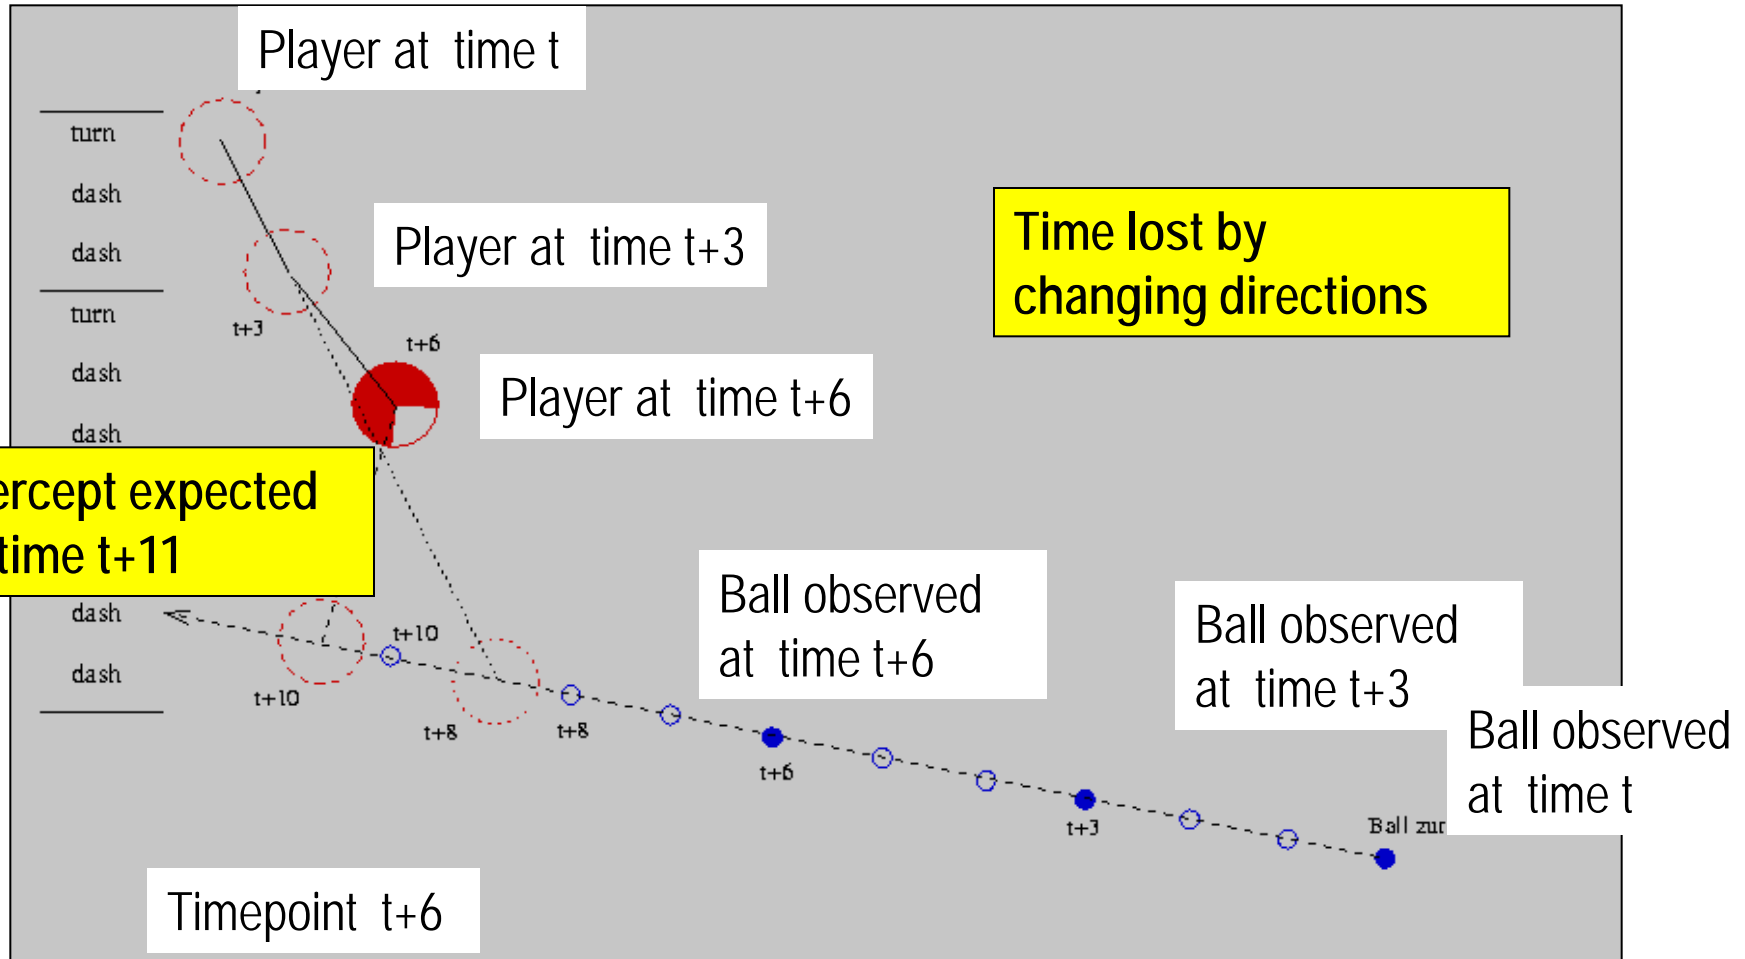 Player at time t
turn
dash
dash
turn
dash
dash
dash
dash
Player at time t+3
t+3
t+6
Player at time t+6
Time lost by
changing directions
ercept expected
time t+11
t+10
t+10
t+8
t+8
Ball observed
at time t+6
t+6
Ball observed
at time t+3
t+3
Ball observed
at time t
Ball zur
Timepoint t+6